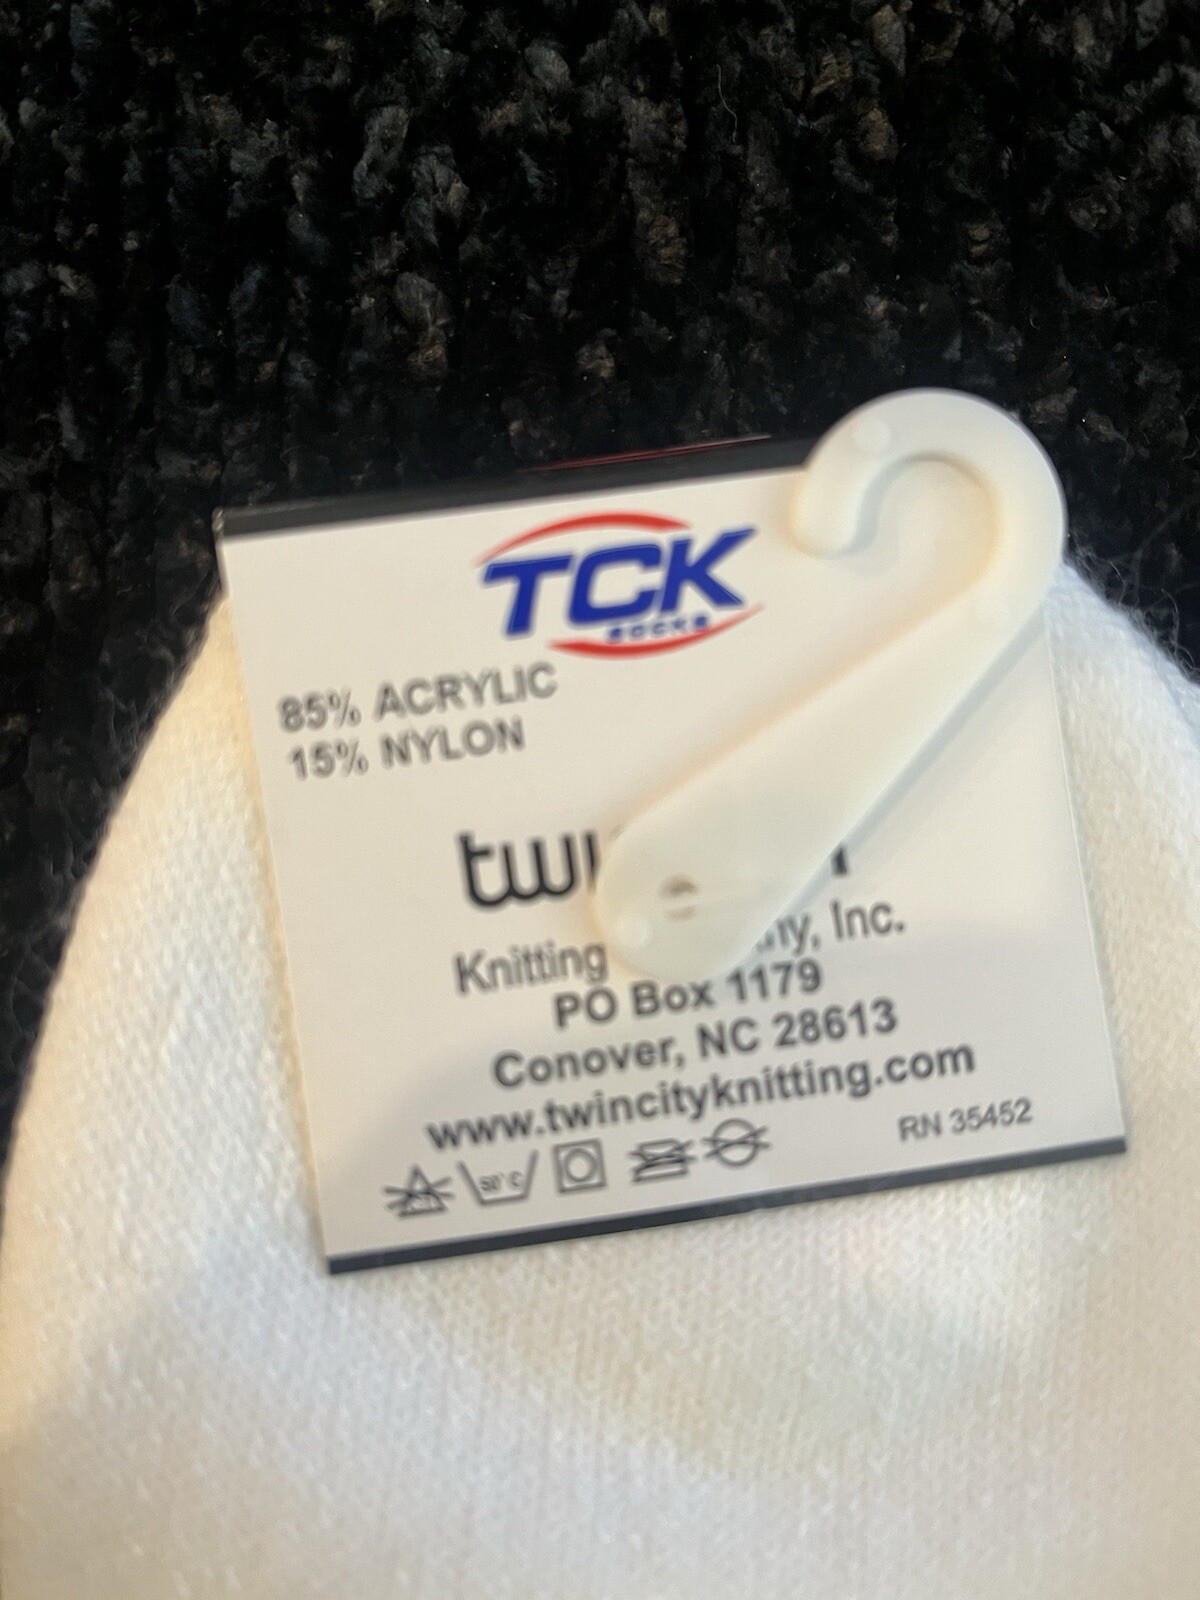 TCK
SOCKS
85% ACRYLIC
15% NYLON
Knitting
Inc.
PO Box 1179
Conover, NC 28613
www.twincityknitting.com
RN 35452